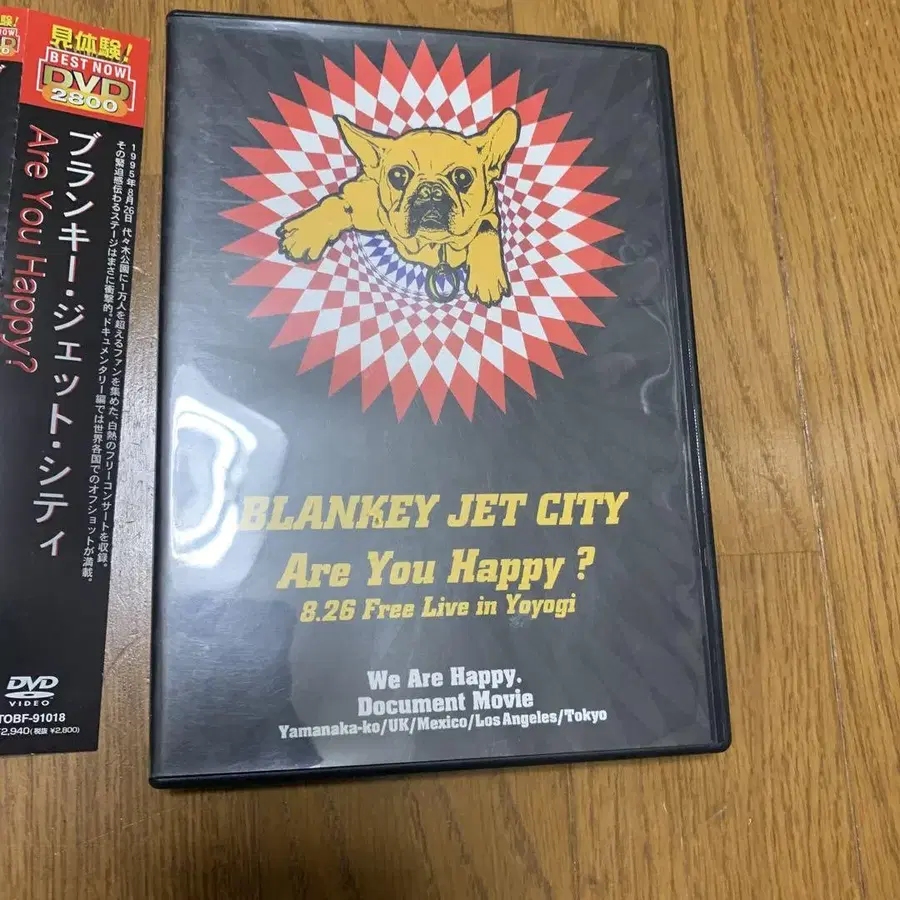 験!
NOW
見体験!
BEST NOW
DVD
2800
ブランキー・ジェット・シティ
Are You Happy?
1995年8月26日 代々木公園に1万人を超えるファンを集めた、白熱のフリーコンサートを収録。
その緊迫感伝わるステージはまさに衝撃的。ドキュメンタリー編では世界各国でのオフショットが満載。
DVD
VIDEO
TOBF-91018
¥2,940(税抜 ¥2,800)
BLANKEY JET CITY
Are You Happy ?
8.26 Free Live in Yoyogi
We Are Happy.
Document Movie
Yamanaka-ko/UK/Mexico/Los Angeles/Tokyo